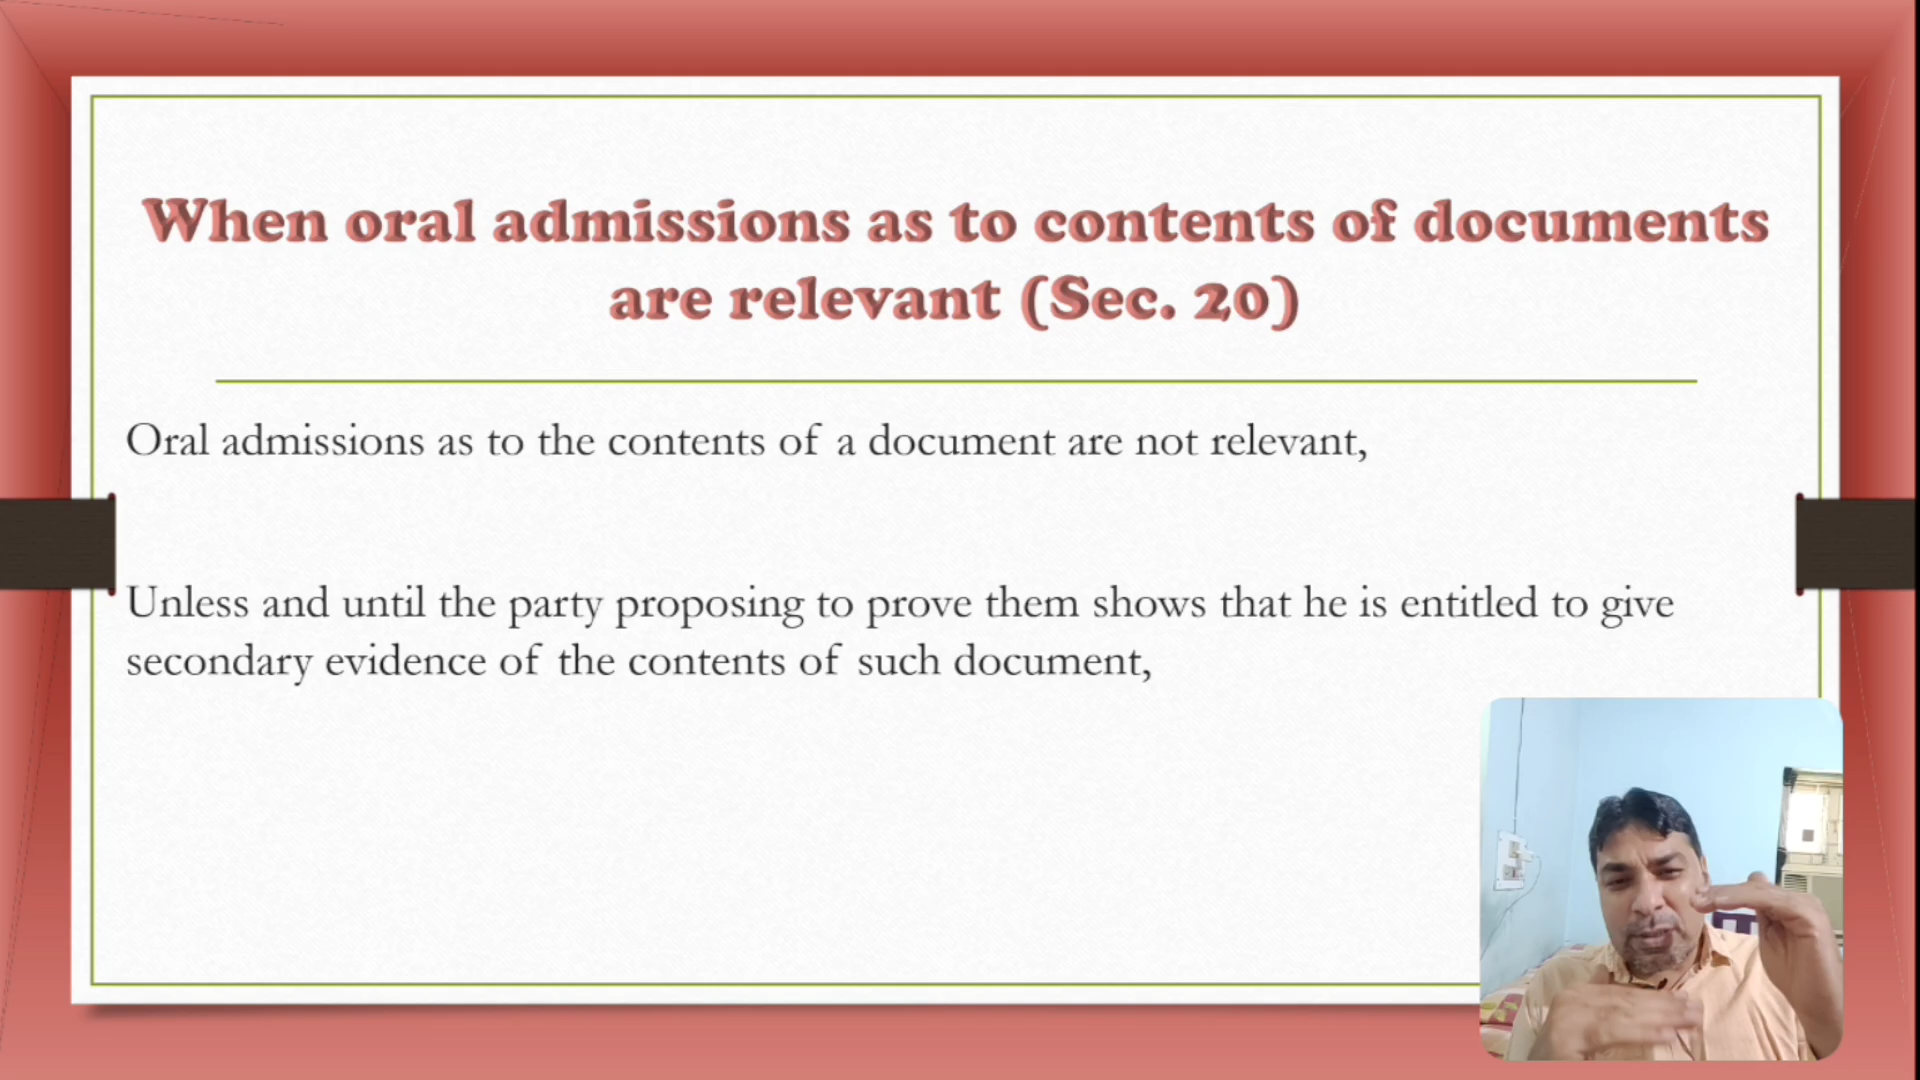 When oral admissions as to contents of documents
are relevant (Sec. 20)
Oral admissions as to the contents of a document are not relevant,
Unless and until the party proposing to prove them shows that he is entitled to give
secondary evidence of the contents of such document,